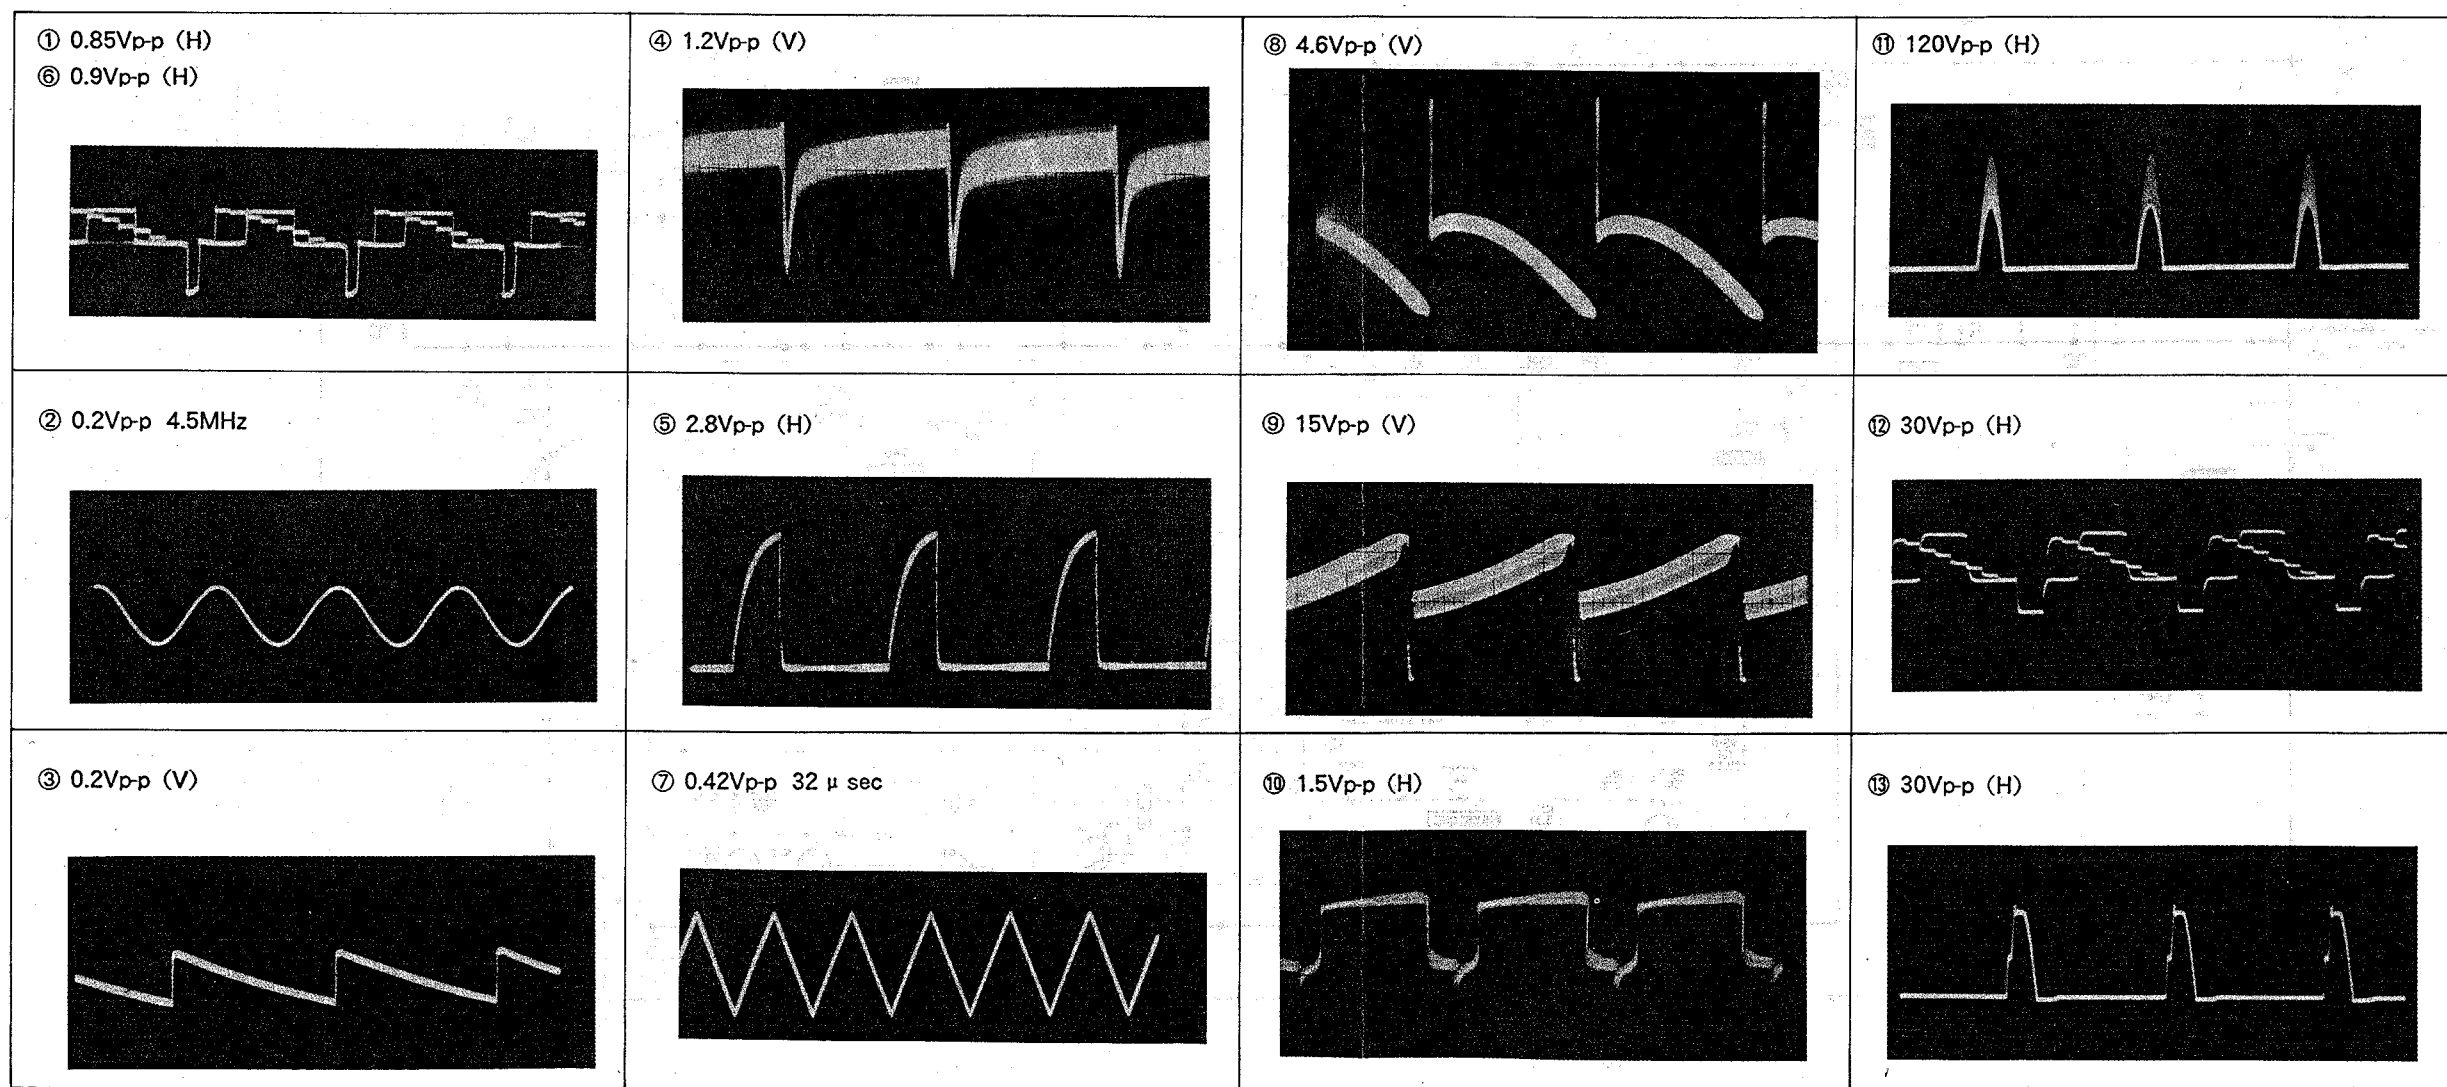 ① 0.85Vp-p (H)
⑥ 0.9Vp-p (H)
④ 1.2Vp-p (V)
⑧ 4.6Vp-p (V)
⑪ 120Vp-p (H)
② 0.2Vp-p 4.5MHz
⑤ 2.8Vp-p (H)
⑨ 15Vp-p (V)
⑫ 30Vp-p (H)
③ 0.2Vp-p (V)
⑦ 0.42Vp-p 32 μ sec
⑩ 1.5Vp-p (H)
⑬ 30Vp-p (H)